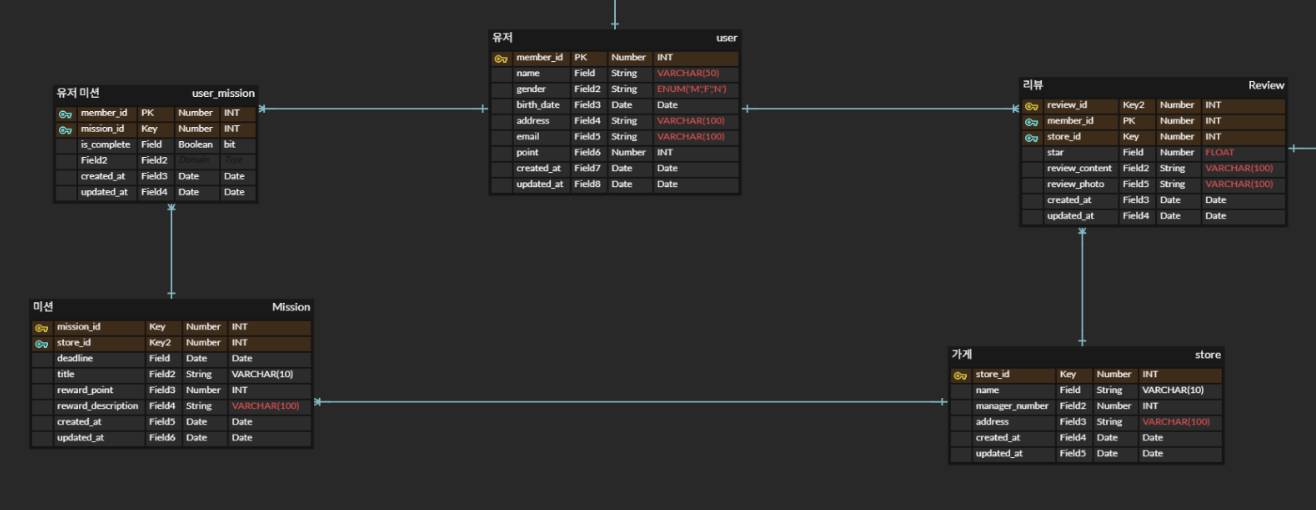 유저 user
member_id PK Number INT
name Field String VARCHAR(50)
gender Field2 String ENUM('M','F','N')
birth_date Field3 Date Date
address Field4 String VARCHAR(100)
email Field5 String VARCHAR(100)
point Field6 Number INT
created_at Field7 Date Date
updated_at Field8 Date Date
유저 미션 user_mission
member_id PK Number INT
mission_id Key Number INT
is_complete Field Boolean bit
Field2 Field2 Domain Type
created_at Field3 Date Date
updated_at Field4 Date Date
리뷰 Review
review_id Key2 Number INT
member_id PK Number INT
store_id Key Number INT
star Field Number FLOAT
review_content Field2 String VARCHAR(100)
review_photo Field5 String VARCHAR(100)
created_at Field3 Date Date
updated_at Field4 Date Date
미션 Mission
mission_id Key Number INT
store_id Key2 Number INT
deadline Field Date Date
title Field2 String VARCHAR(10)
reward_point Field3 Number INT
reward_description Field4 String VARCHAR(100)
created_at Field5 Date Date
updated_at Field6 Date Date
가게 store
store_id Key Number INT
name Field String VARCHAR(10)
manager_number Field2 Number INT
address Field3 String VARCHAR(100)
created_at Field4 Date Date
updated_at Field5 Date Date